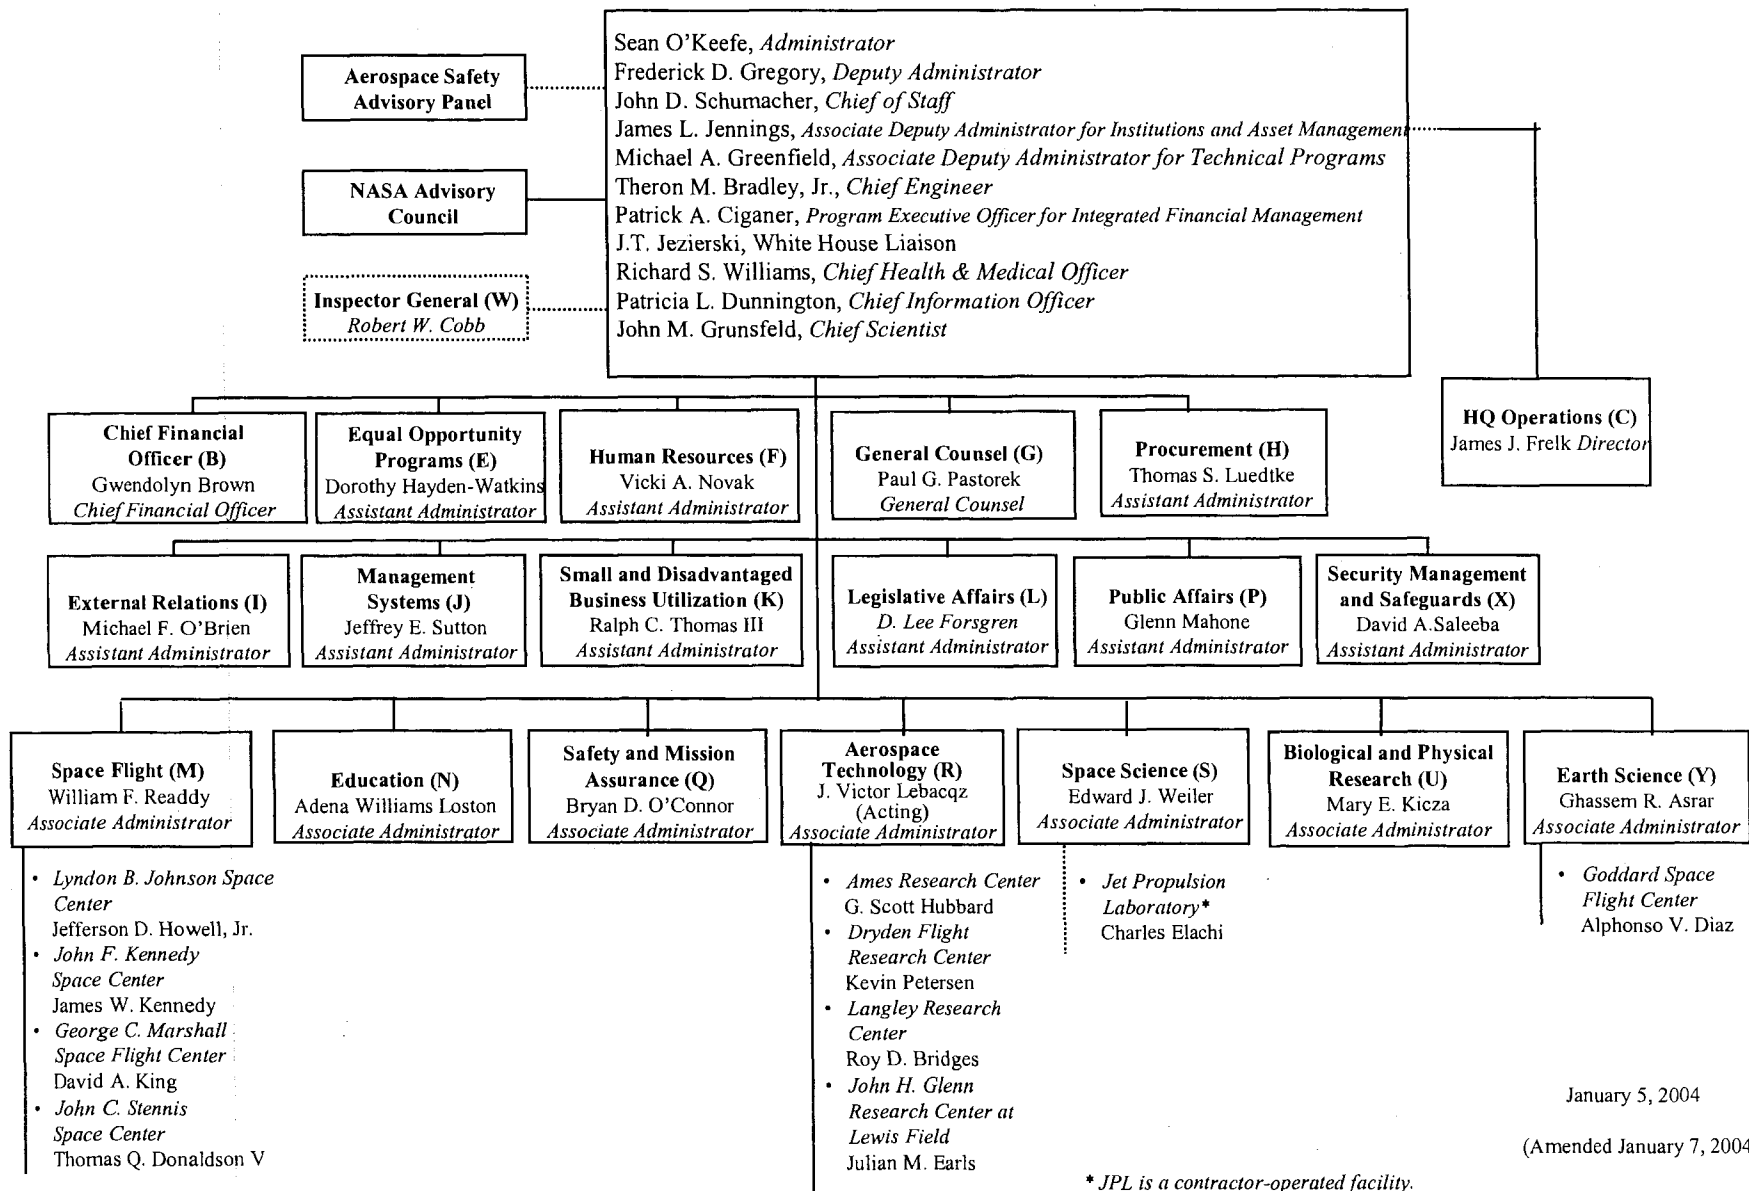 Sean O'Keefe, Administrator
Frederick D. Gregory, Deputy Administrator
John D. Schumacher, Chief of Staff
James L. Jennings, Associate Deputy Administrator for Institutions and Asset Management
Michael A. Greenfield, Associate Deputy Administrator for Technical Programs
Theron M. Bradley, Jr., Chief Engineer
Patrick A. Ciganer, Program Executive Officer for Integrated Financial Management
J.T. Jezierski, White House Liaison
Richard S. Williams, Chief Health & Medical Officer
Patricia L. Dunnington, Chief Information Officer
John M. Grunsfeld, Chief Scientist
Aerospace Safety
Advisory Panel
NASA Advisory
Council
Inspector General (W)
Robert W. Cobb
HQ Operations (C)
James J. Frelk Director
Chief Financial
Officer (B)
Gwendolyn Brown
Chief Financial Officer
Equal Opportunity
Programs (E)
Dorothy Hayden-Watkins
Assistant Administrator
Human Resources (F)
Vicki A. Novak
Assistant Administrator
General Counsel (G)
Paul G. Pastorek
General Counsel
Procurement (H)
Thomas S. Luedtke
Assistant Administrator
External Relations (I)
Michael F. O'Brien
Assistant Administrator
Management
Systems (J)
Jeffrey E. Sutton
Assistant Administrator
Small and Disadvantaged
Business Utilization (K)
Ralph C. Thomas III
Assistant Administrator
Legislative Affairs (L)
D. Lee Forsgren
Assistant Administrator
Public Affairs (P)
Glenn Mahone
Assistant Administrator
Security Management
and Safeguards (X)
David A.Saleeba
Assistant Administrator
Space Flight (M)
William F. Readdy
Associate Administrator
• Lyndon B. Johnson Space
Center
Jefferson D. Howell, Jr.
• John F. Kennedy
Space Center
James W. Kennedy
• George C. Marshall
Space Flight Center
David A. King
• John C. Stennis
Space Center
Thomas Q. Donaldson V
Education (N)
Adena Williams Loston
Associate Administrator
Safety and Mission
Assurance (Q)
Bryan D. O'Connor
Associate Administrator
Aerospace
Technology (R)
J. Victor Lebacqz
(Acting)
Associate Administrator
• Ames Research Center
G. Scott Hubbard
• Dryden Flight
Research Center
Kevin Petersen
• Langley Research
Center
Roy D. Bridges
• John H. Glenn
Research Center at
Lewis Field
Julian M. Earls
Space Science (S)
Edward J. Weiler
Associate Administrator
• Jet Propulsion
Laboratory*
Charles Elachi
Biological and Physical
Research (U)
Mary E. Kicza
Associate Administrator
Earth Science (Y)
Ghassem R. Asrar
Associate Administrator
• Goddard Space
Flight Center
Alphonso V. Diaz
January 5, 2004
(Amended January 7, 2004
* JPL is a contractor-operated facility.